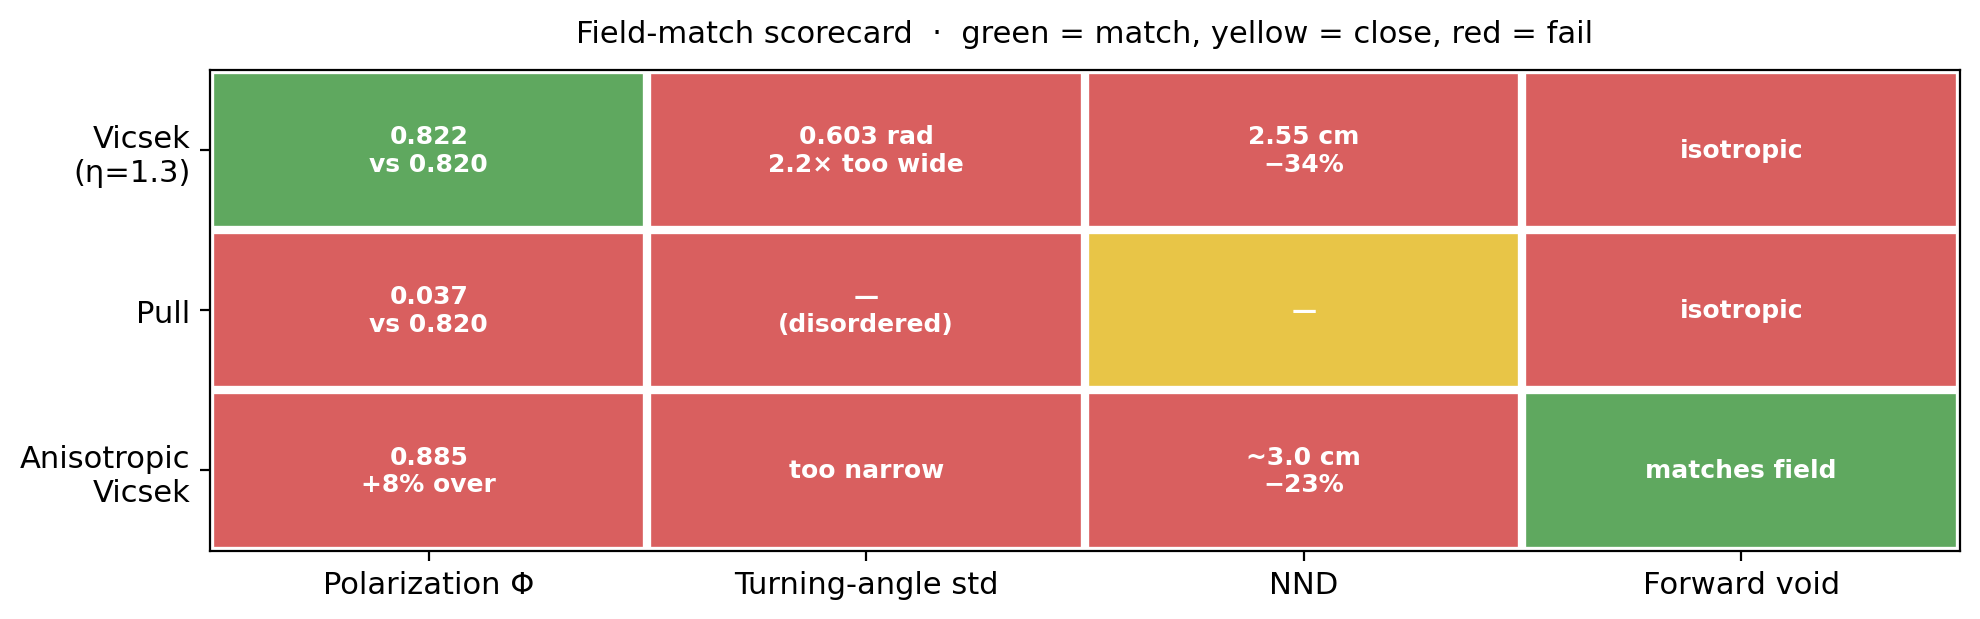 Field-match scorecard · green = match, yellow = close, red = fail
Vicsek
(η=1.3)
0.822
vs 0.820
0.603 rad
2.2× too wide
2.55 cm
−34%
isotropic
Pull
0.037
vs 0.820
—
(disordered)
—
isotropic
Anisotropic
Vicsek
0.885
+8% over
too narrow
~3.0 cm
−23%
matches field
Polarization Φ
Turning-angle std
NND
Forward void